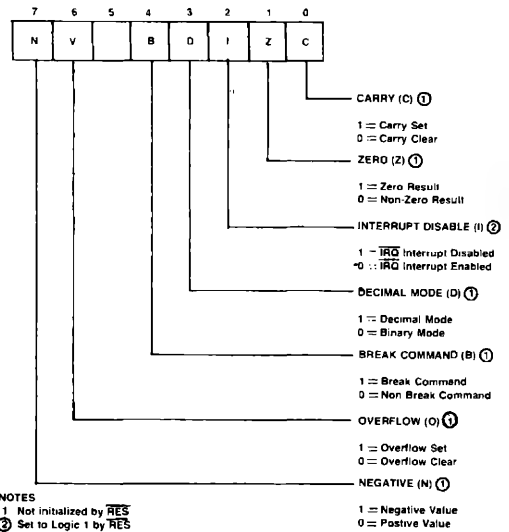 7 6 5 4 3 2 1 0
N V B D I Z C
CARRY (C) ①
1 = Carry Set
0 = Carry Clear
ZERO (Z) ①
1 = Zero Result
0 = Non-Zero Result
INTERRUPT DISABLE (I) ②
1 = IRQ Interrupt Disabled
0 = IRQ Interrupt Enabled
DECIMAL MODE (D) ①
1 = Decimal Mode
0 = Binary Mode
BREAK COMMAND (B) ①
1 = Break Command
0 = Non Break Command
OVERFLOW (O) ①
1 = Overflow Set
0 = Overflow Clear
NEGATIVE (N) ①
1 = Negative Value
0 = Postive Value
NOTES
1 Not initialized by RES
② Set to Logic 1 by RES